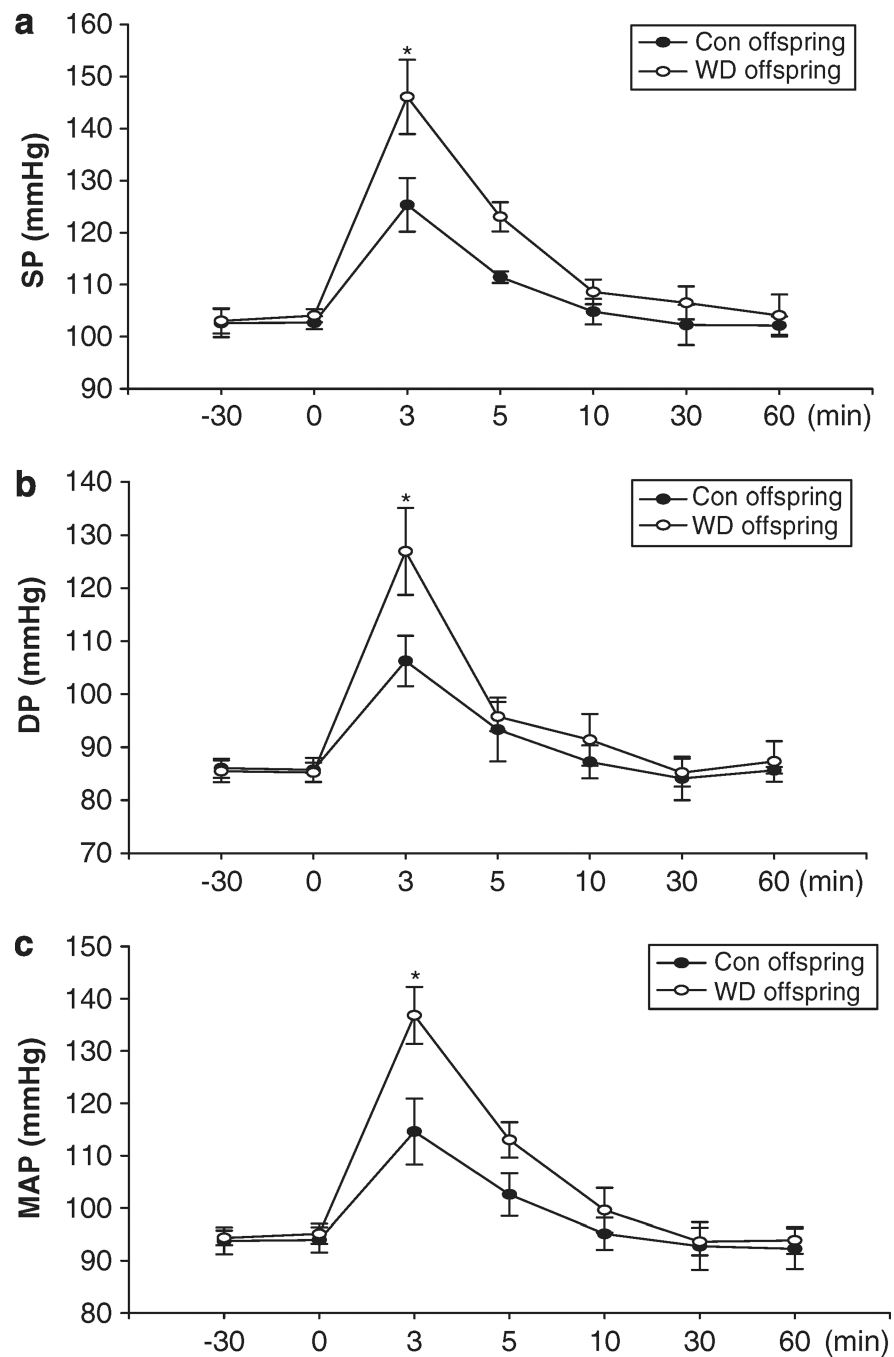 a
SP (mmHg)
160
150
140
130
120
110
100
90
*
Con offspring
WD offspring
-30 0 3 5 10 30 60 (min)
b
DP (mmHg)
140
130
120
110
100
90
80
70
*
Con offspring
WD offspring
-30 0 3 5 10 30 60 (min)
c
MAP (mmHg)
150
140
130
120
110
100
90
80
*
Con offspring
WD offspring
-30 0 3 5 10 30 60 (min)